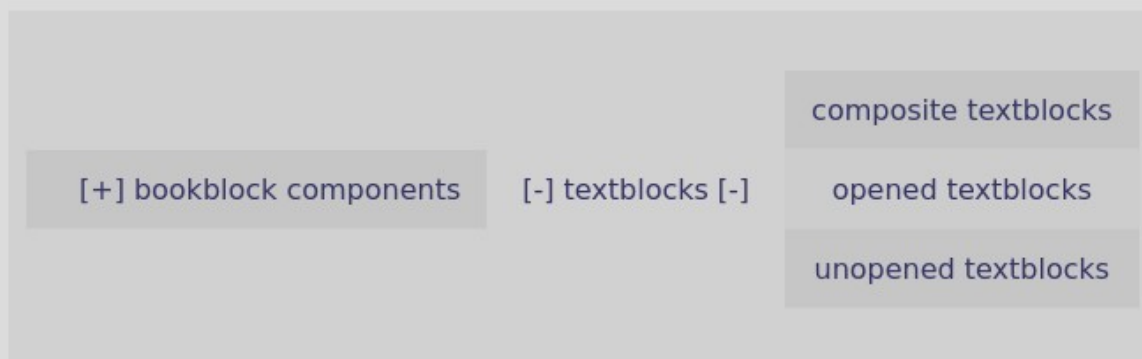 composite textblocks
[+] bookblock components [-] textblocks [-] opened textblocks
unopened textblocks